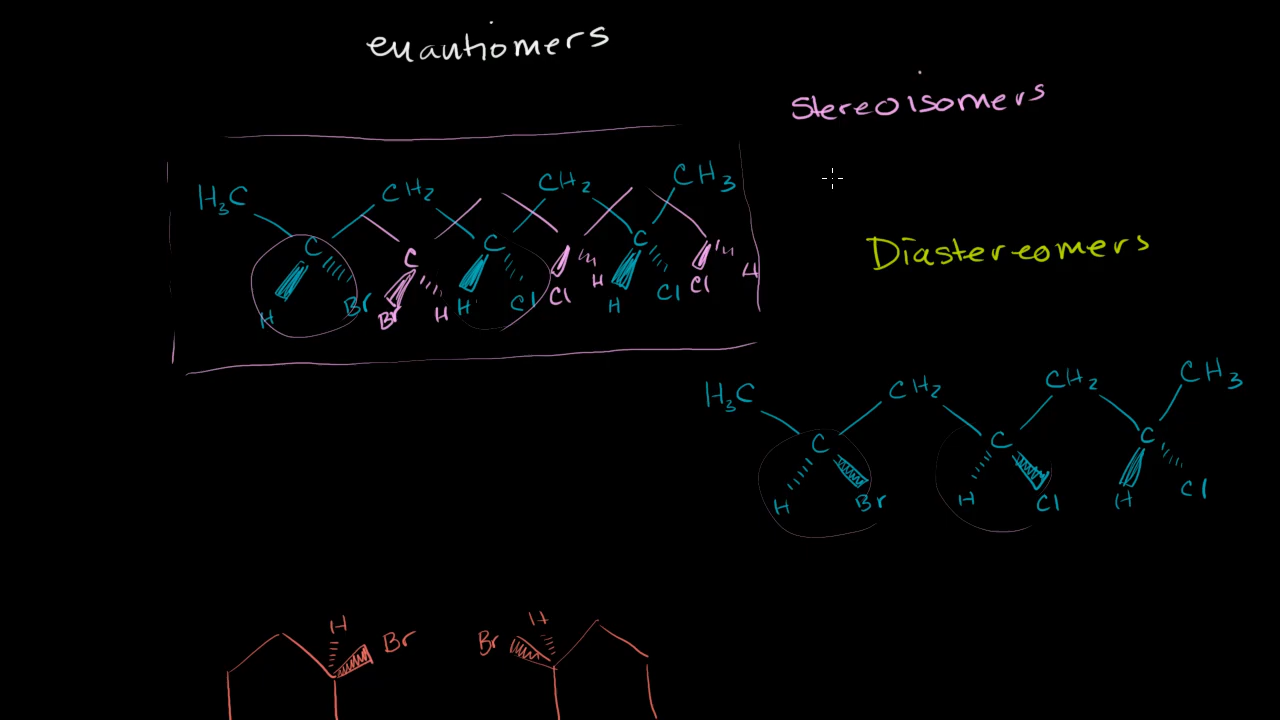 enantiomers
Stereoisomers
H₃C CH₂ CH₂ CH₃
C C C C C
H Br Br H H Cl Cl H H Cl Cl H
Diastereomers
H₃C CH₂ CH₂ CH₃
C C C
H Br H Cl H Cl
H Br Br H